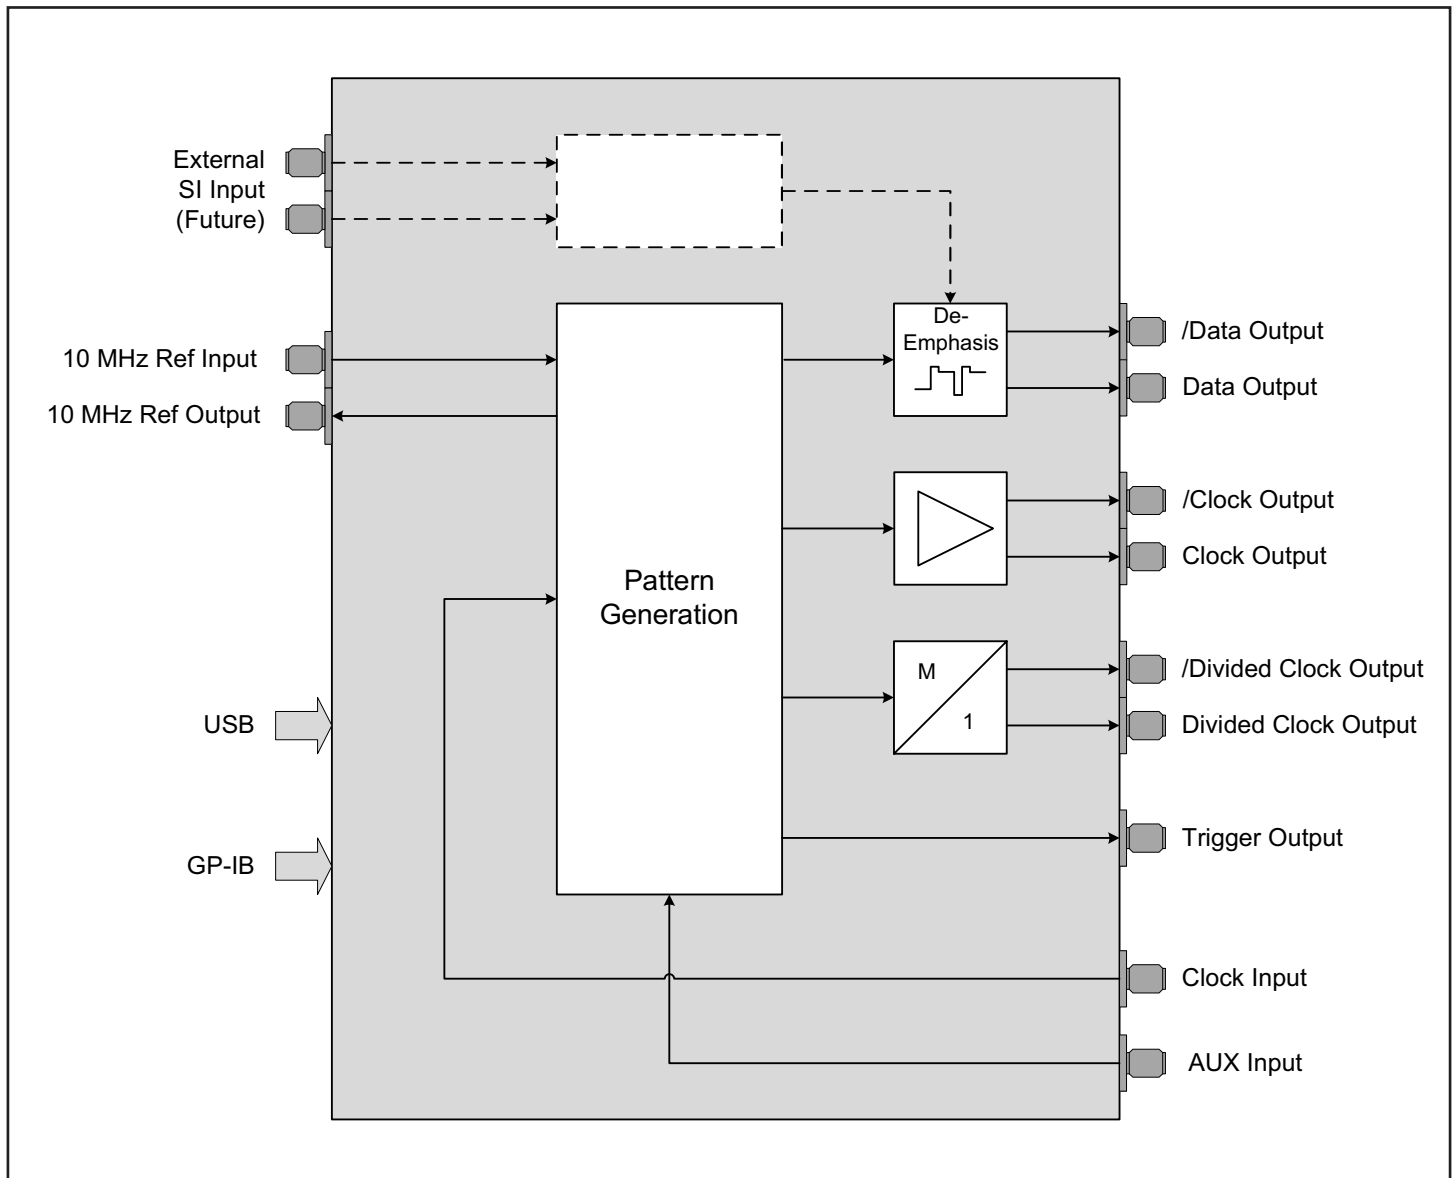 External
SI Input
(Future)
10 MHz Ref Input
10 MHz Ref Output
USB
GP-IB
Pattern
Generation
De-
Emphasis
M
1
/Data Output
Data Output
/Clock Output
Clock Output
/Divided Clock Output
Divided Clock Output
Trigger Output
Clock Input
AUX Input